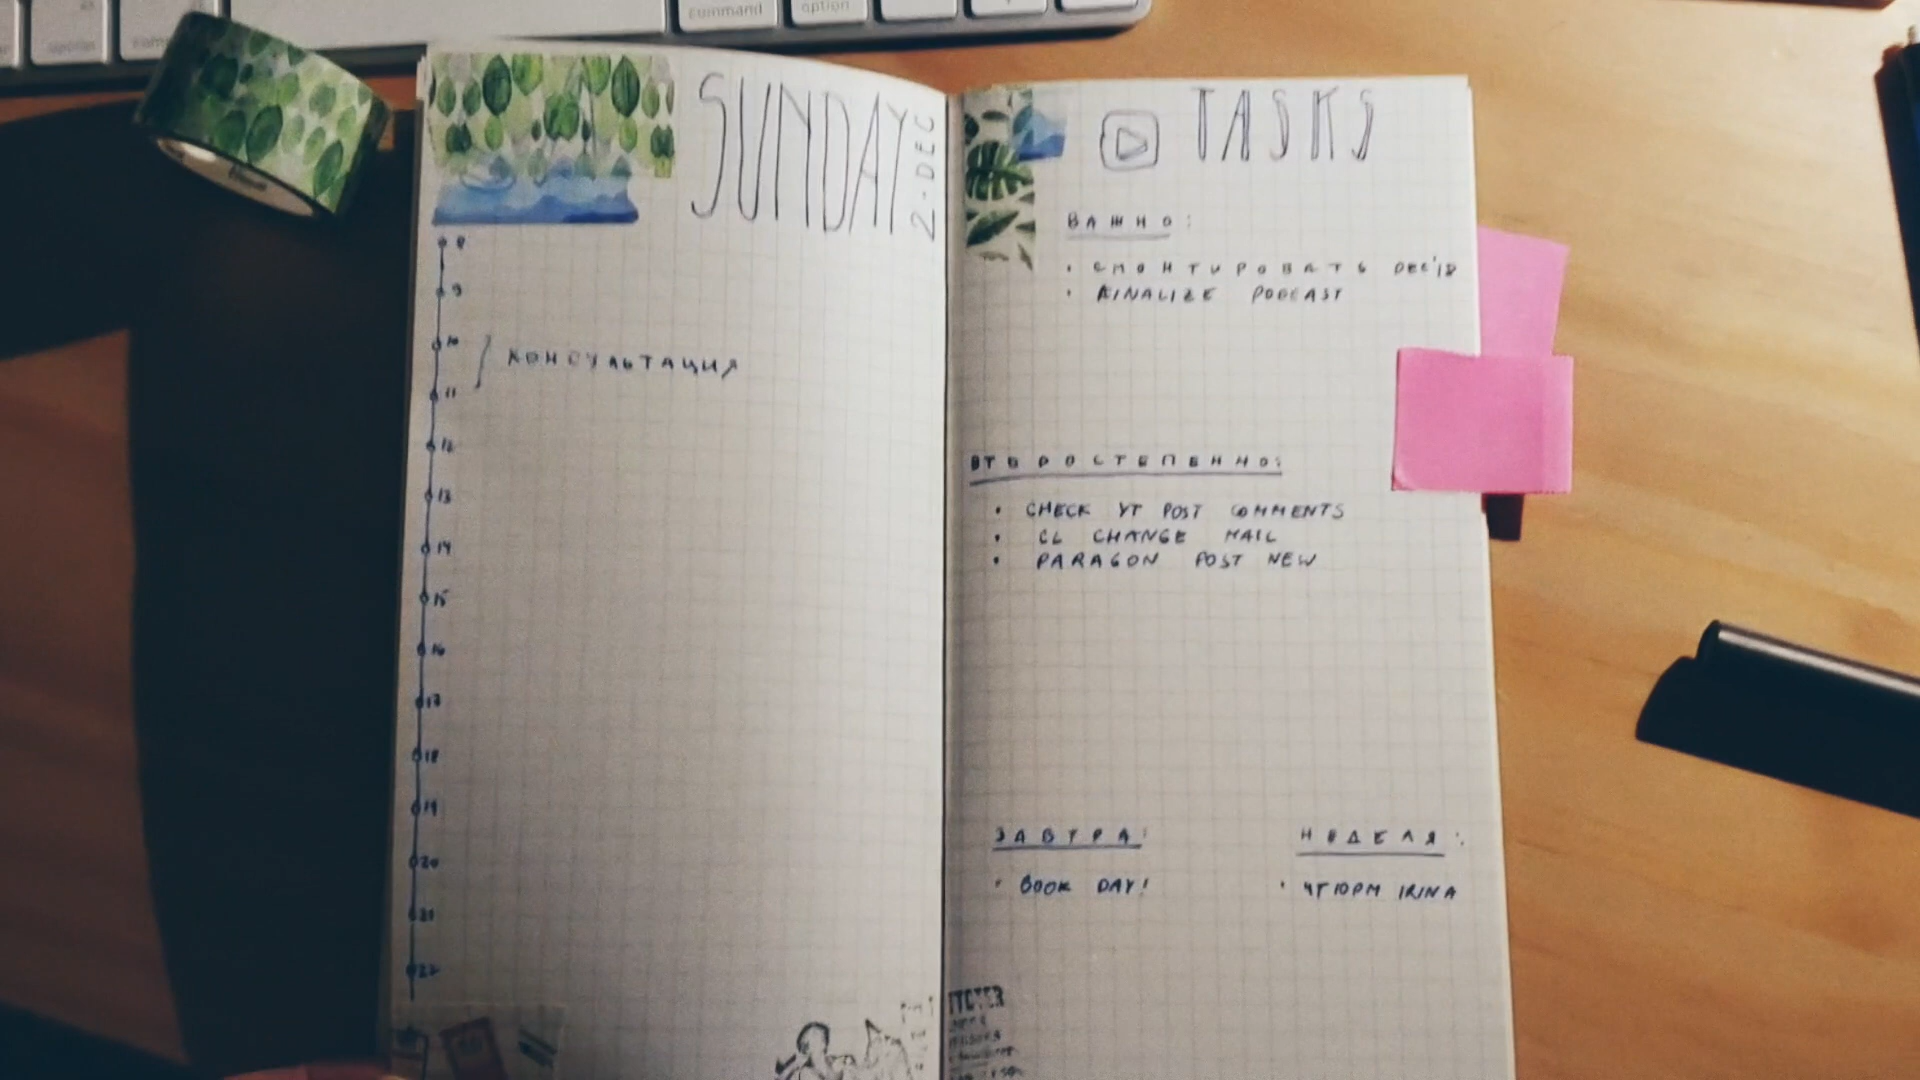 command
option
SUNDAY
2·DEC
8
9
10
КОНСУЛЬТАЦИЯ
11
12
13
14
15
16
17
18
19
20
21
22
TASKS
ВАЖНО:
• СМОНТИРОВАТЬ DEC'18
• FINALIZE PODCAST
ВТОРОСТЕПЕННО:
• CHECK YT POST COMMENTS
• CL CHANGE MAIL
• PARAGON POST NEW
ЗАВТРА:
• BOOK DAY!
НЕДЕЛЯ:
• IRINA